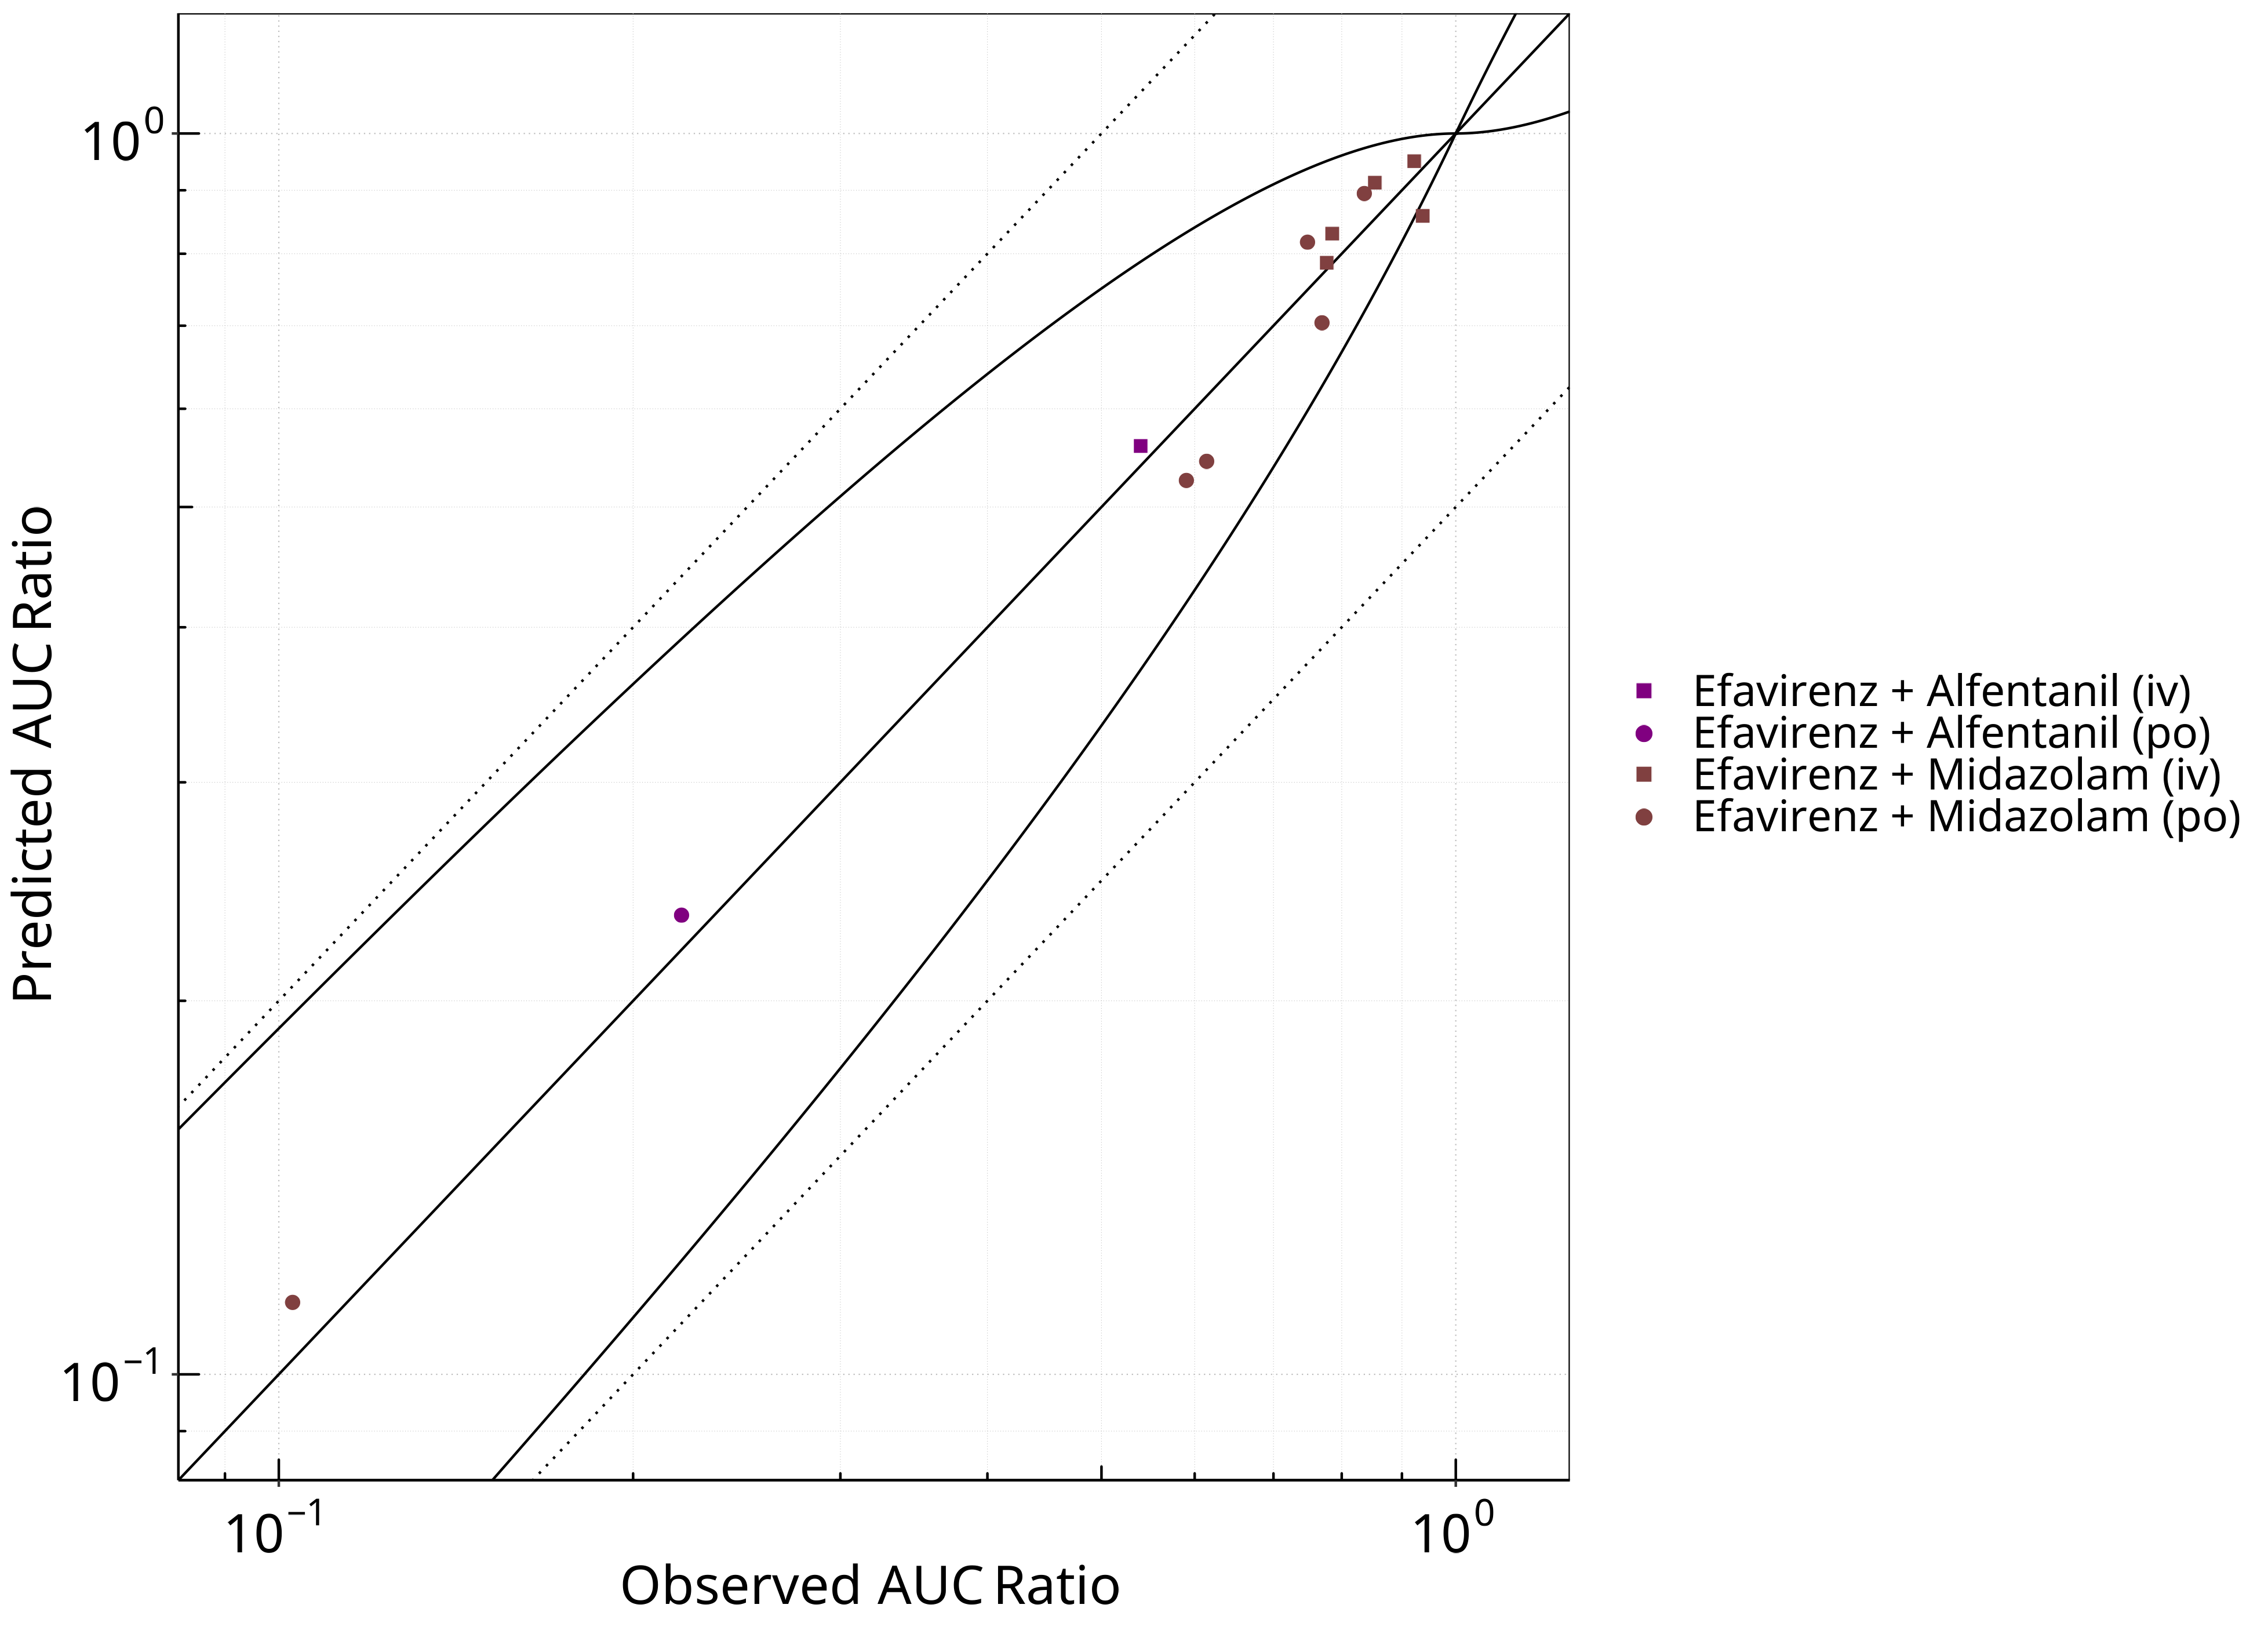 10⁰
10⁻¹
Predicted AUC Ratio
10⁻¹
10⁰
Observed AUC Ratio
Efavirenz + Alfentanil (iv)
Efavirenz + Alfentanil (po)
Efavirenz + Midazolam (iv)
Efavirenz + Midazolam (po)